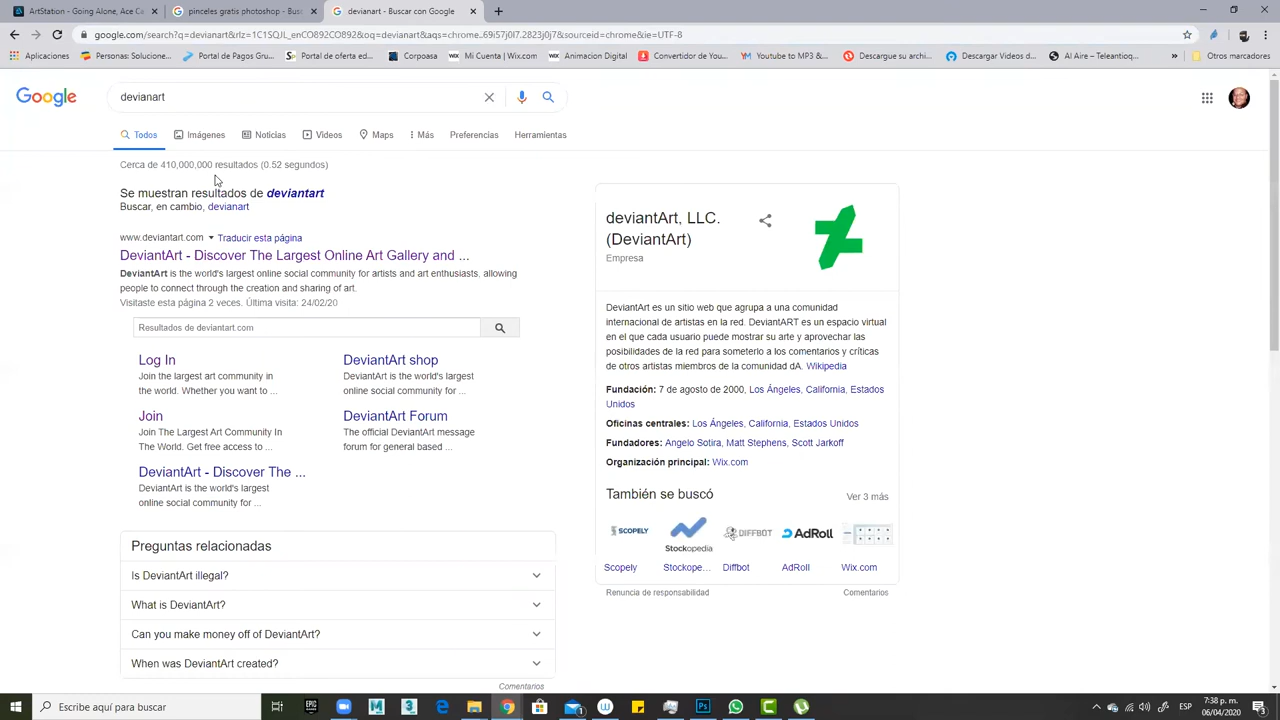 ArtStation - Going Alone, Ace Ca
pinceles gratis photoshop - Busc
devianart - Buscar con Google
google.com/search?q=devianart&rlz=1C1SQJL_enCO892CO892&oq=devianart&aqs=chrome..69i57j0l7.2823j0j7&sourceid=chrome&ie=UTF-8
Aplicaciones
Personas: Solucione...
Portal de Pagos Gru...
Portal de oferta ed...
Corpoasa
Mi Cuenta | Wix.com
Animacion Digital
Convertidor de You...
Youtube to MP3 &...
Descargue su archi...
Descargar Videos d...
Al Aire – Teleantioq...
»
Otros marcadores
Google
devianart
Todos
Imágenes
Noticias
Videos
Maps
Más
Preferencias
Herramientas
Cerca de 410,000,000 resultados (0.52 segundos)
Se muestran resultados de deviantart
Buscar, en cambio, devianart
www.deviantart.com Traducir esta página
DeviantArt - Discover The Largest Online Art Gallery and ...
DeviantArt is the world's largest online social community for artists and art enthusiasts, allowing
people to connect through the creation and sharing of art.
Visitaste esta página 2 veces. Última visita: 24/02/20
Resultados de deviantart.com
Log In
Join the largest art community in
the world. Whether you want to ...
DeviantArt shop
DeviantArt is the world's largest
online social community for ...
Join
Join The Largest Art Community In
The World. Get free access to ...
DeviantArt Forum
The official DeviantArt message
forum for general based ...
DeviantArt - Discover The ...
DeviantArt is the world's largest
online social community for ...
Preguntas relacionadas
Is DeviantArt illegal?
What is DeviantArt?
Can you make money off of DeviantArt?
When was DeviantArt created?
Comentarios
deviantArt, LLC.
(DeviantArt)
Empresa
DeviantArt es un sitio web que agrupa a una comunidad
internacional de artistas en la red. DeviantART es un espacio virtual
en el que cada usuario puede mostrar su arte y aprovechar las
posibilidades de la red para someterlo a los comentarios y críticas
de otros artistas miembros de la comunidad dA. Wikipedia
Fundación: 7 de agosto de 2000, Los Ángeles, California, Estados
Unidos
Oficinas centrales: Los Ángeles, California, Estados Unidos
Fundadores: Angelo Sotira, Matt Stephens, Scott Jarkoff
Organización principal: Wix.com
También se buscó
Ver 3 más
SCOPELY
Stockopedia
DIFFBOT
AdRoll
Scopely
Stockope...
Diffbot
AdRoll
Wix.com
Renuncia de responsabilidad
Comentarios
Escribe aquí para buscar
ESP
7:38 p. m.
06/04/2020